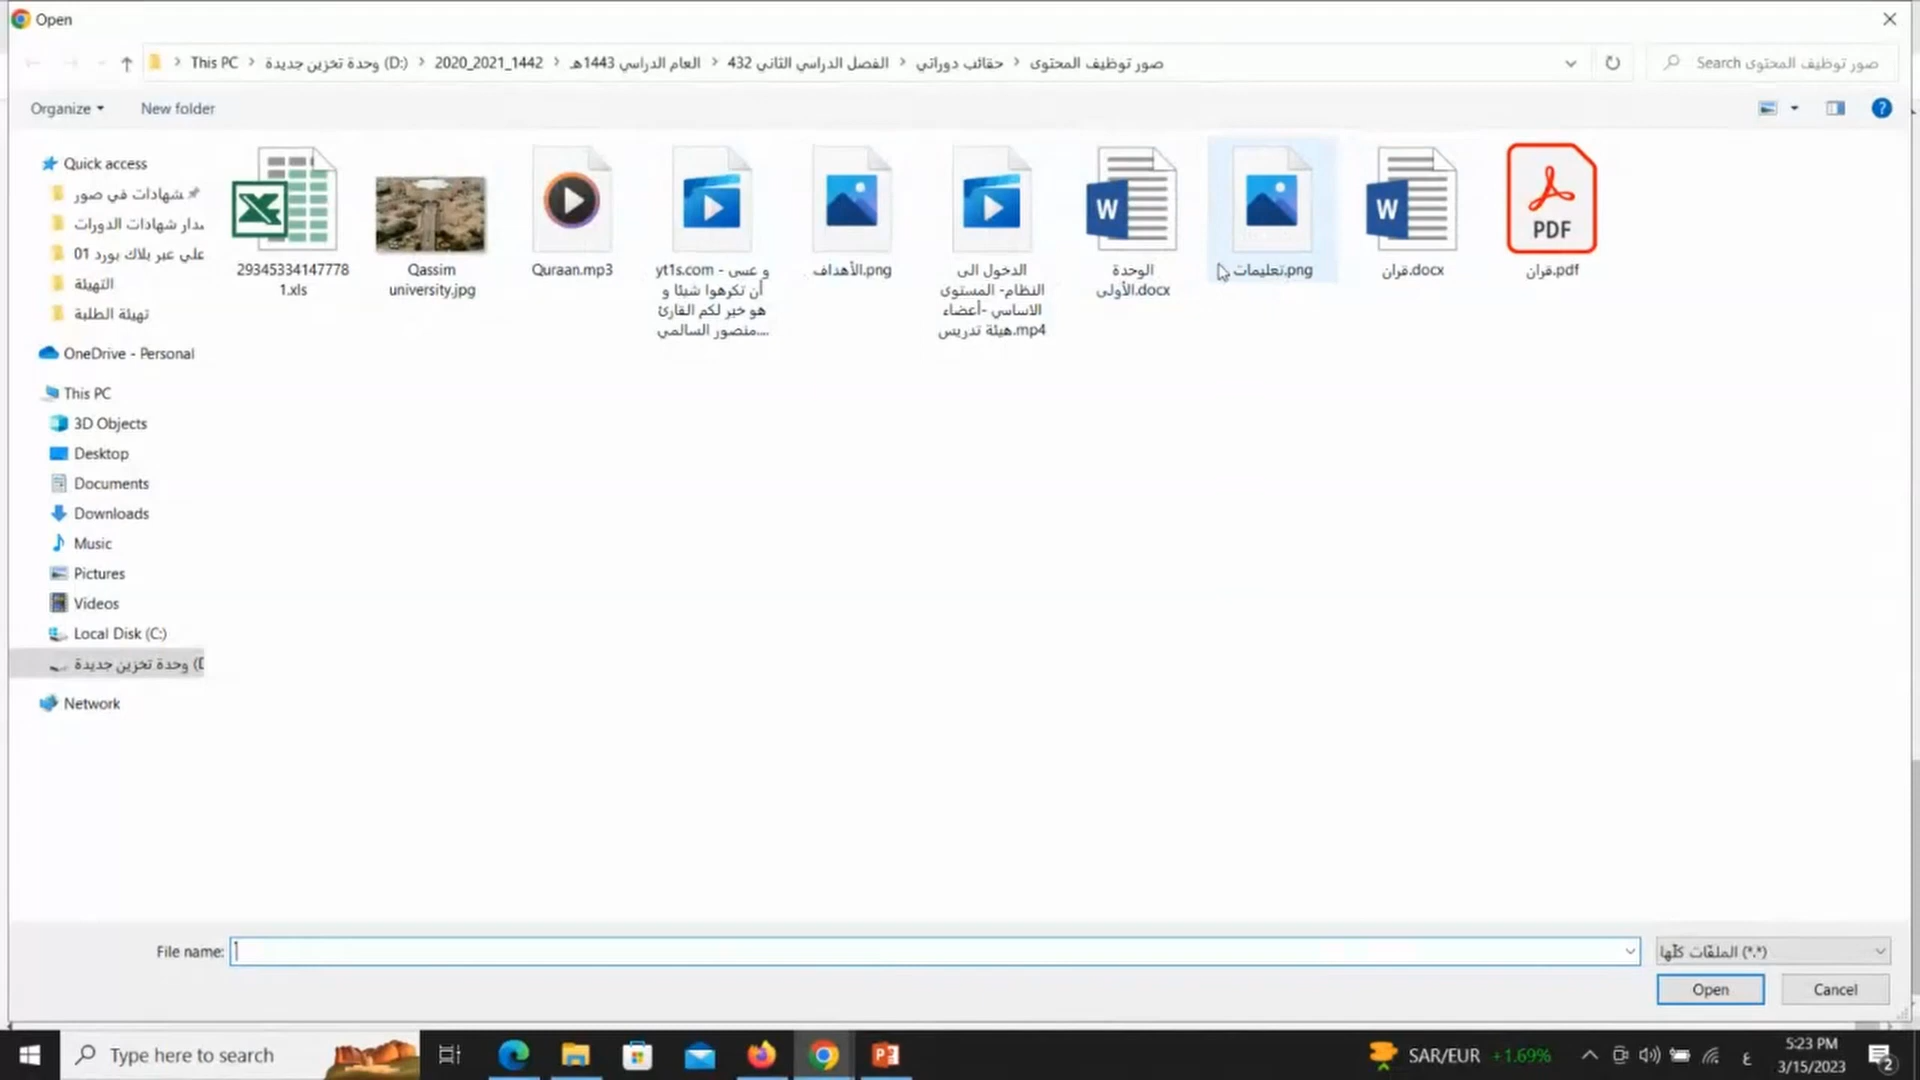 Open
This PC > وحدة تخزين جديدة (D:) > 2020_2021_1442 > العام الدراسي 1443هـ > الفصل الدراسي الثاني 432 > حقائب دوراتي > صور توظيف المحتوى
Search صور توظيف المحتوى
Organize
New folder
Quick access
شهادات في صور
دار شهادات الدورات
علي عبر بلاك بورد 01
التهيئة
تهيئة الطلبة
OneDrive - Personal
This PC
3D Objects
Desktop
Documents
Downloads
Music
Pictures
Videos
Local Disk (C:)
وحدة تخزين جديدة (D
Network
29345334147778
1.xls
Qassim
university.jpg
Quraan.mp3
yt1s.com - و عسى
أن تكرهوا شيئا و
هو خير لكم القارئ
منصور السالمي....
الأهداف.png
الدخول الى
النظام- المستوى
الاساسي -أعضاء
هيئة تدريس.mp4
الوحدة
الأولى.docx
تعليمات.png
قران.docx
PDF
قران.pdf
File name:
الملفّات كلّها (*.*)
Open
Cancel
Type here to search
SAR/EUR +1.69%
ع
5:23 PM
3/15/2023
2